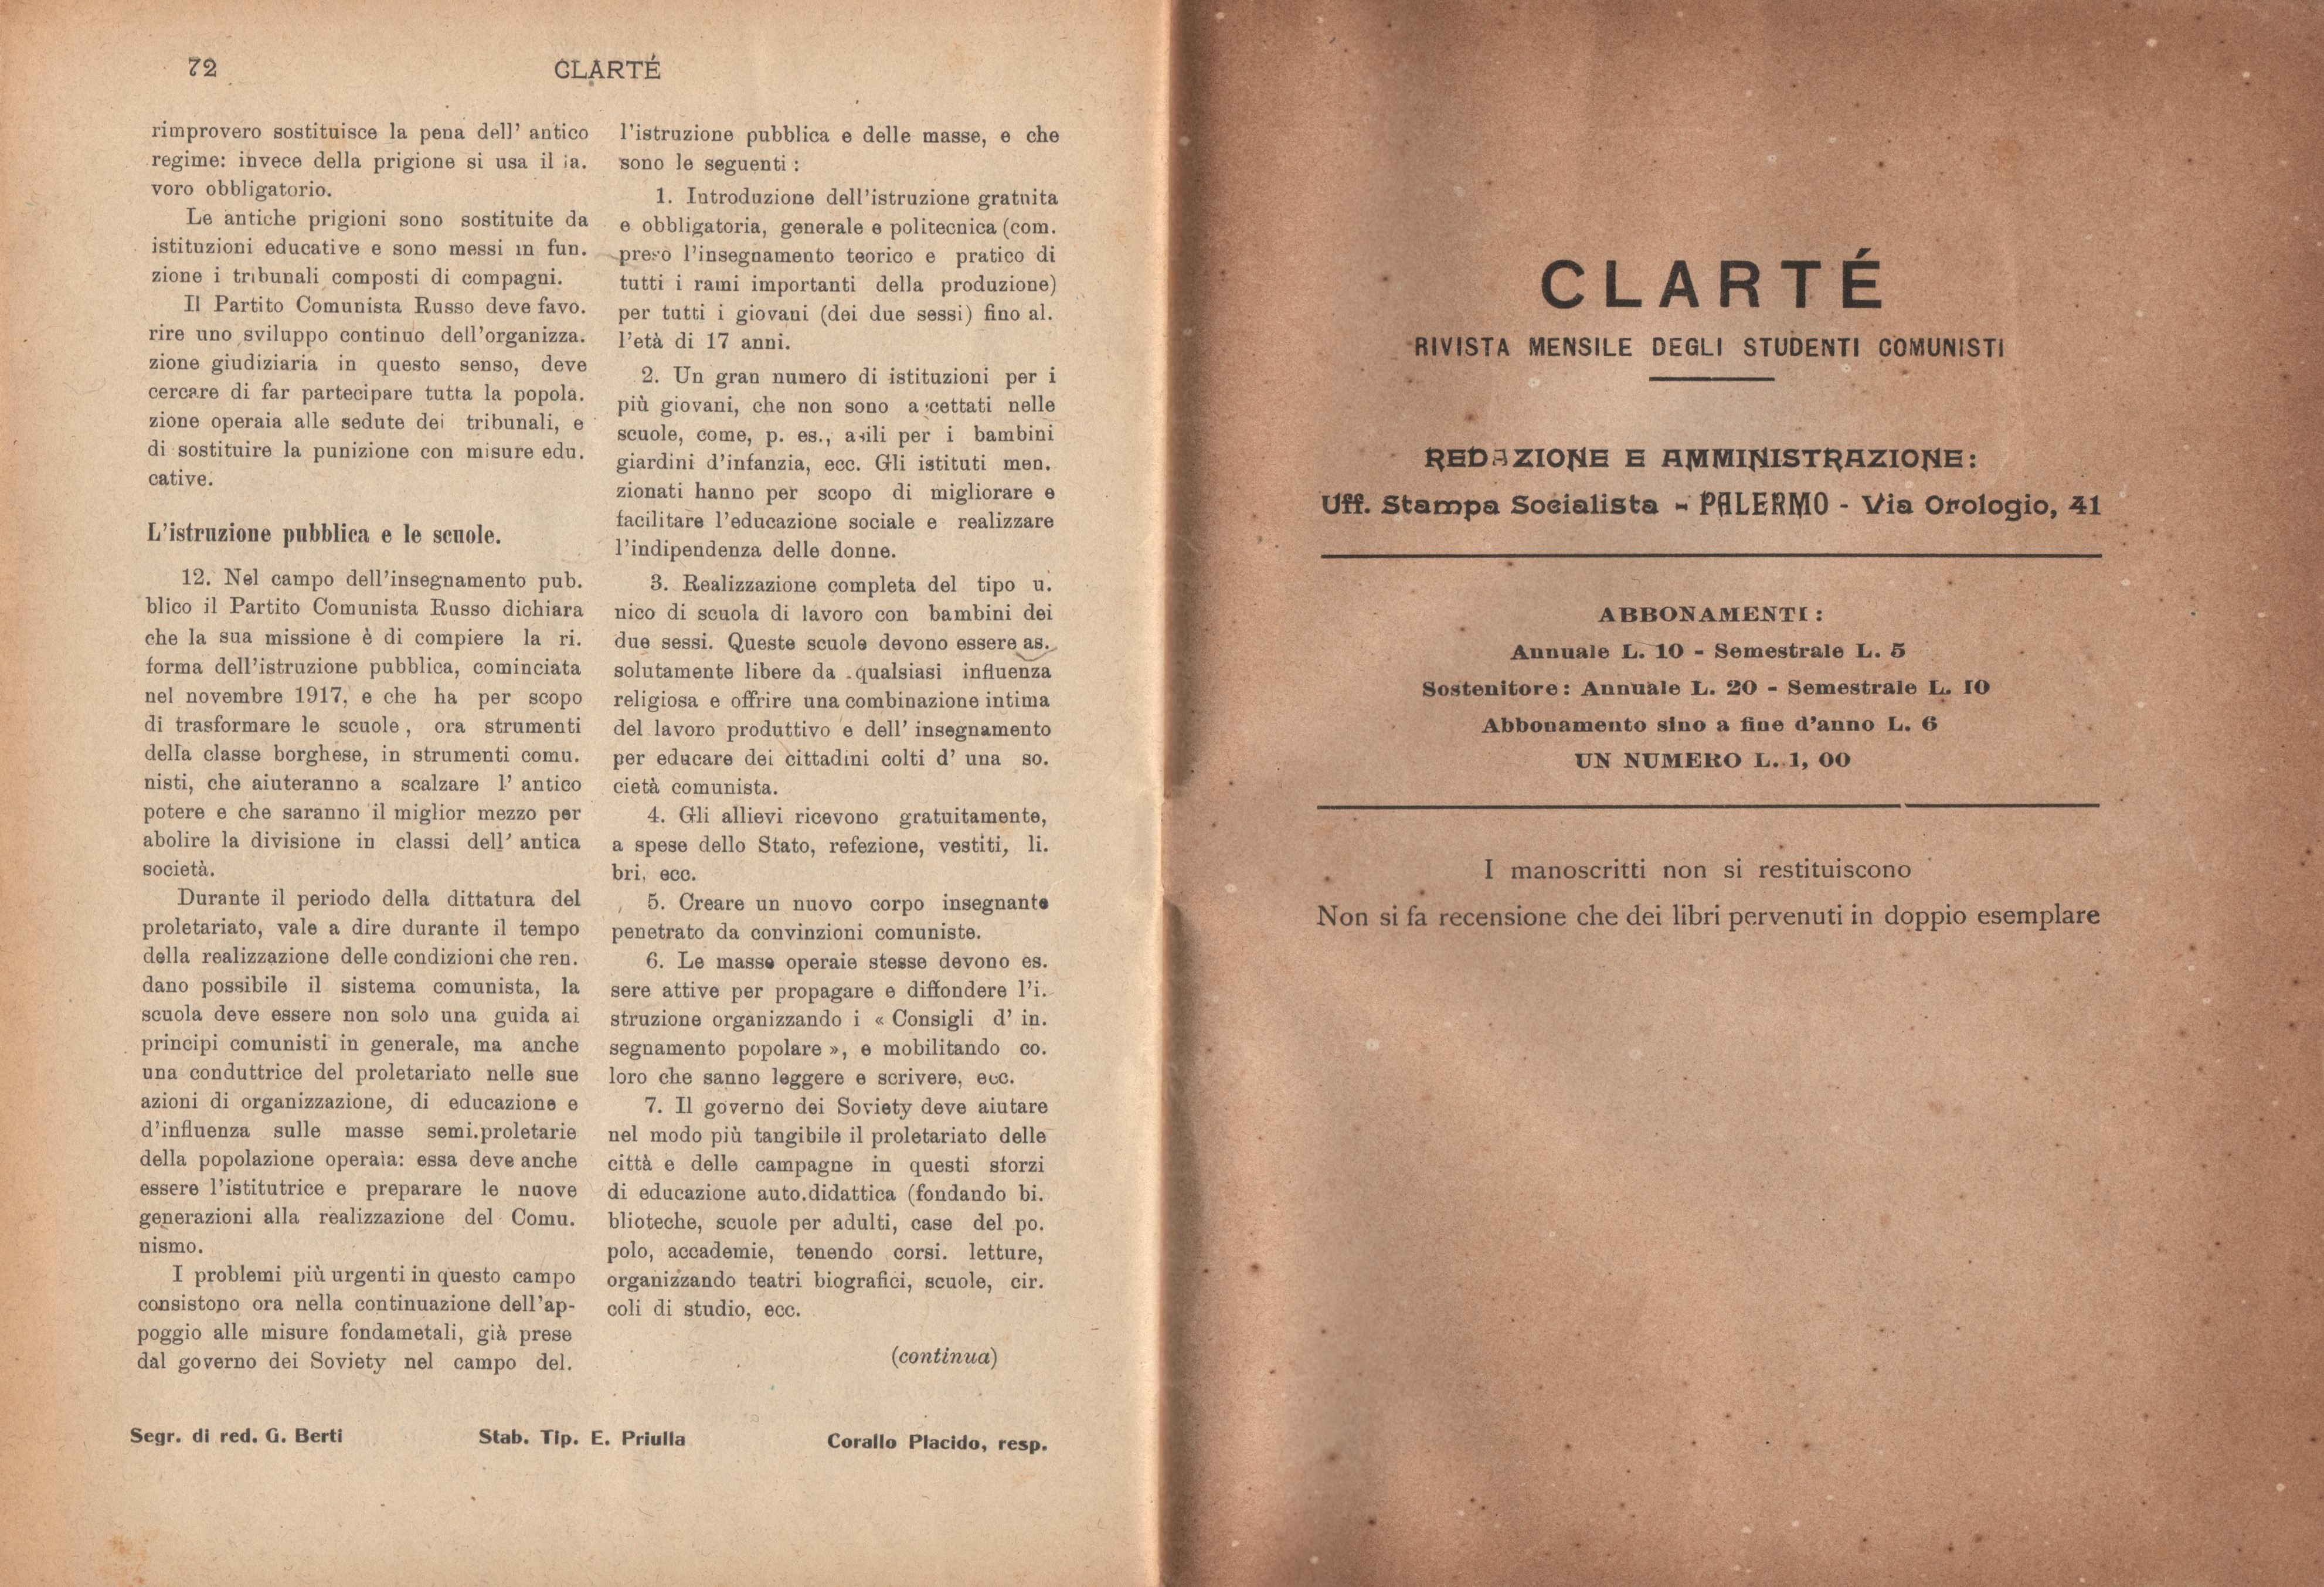 72
CLARTÉ
rimprovero sostituisce la pena dell' antico
regime: invece della prigione si usa il la.
voro obbligatorio.
Le antiche prigioni sono sostituite da
istituzioni educative e sono messi in fun.
zione i tribunali composti di compagni.
Il Partito Comunista Russo deve favo.
rire uno sviluppo continuo dell'organizza.
zione giudiziaria in questo senso, deve
cercare di far partecipare tutta la popola.
zione operaia alle sedute dei tribunali, e
di sostituire la punizione con misure edu.
cative.
L'istruzione pubblica e le scuole.
12. Nel campo dell'insegnamento pub.
blico il Partito Comunista Russo dichiara
che la sua missione è di compiere la ri.
forma dell'istruzione pubblica, cominciata
nel novembre 1917, e che ha per scopo
di trasformare le scuole, ora strumenti
della classe borghese, in strumenti comu.
nisti, che aiuteranno a scalzare l' antico
potere e che saranno il miglior mezzo per
abolire la divisione in classi dell' antica
società.
Durante il periodo della dittatura del
proletariato, vale a dire durante il tempo
della realizzazione delle condizioni che ren.
dano possibile il sistema comunista, la
scuola deve essere non solo una guida ai
principi comunisti in generale, ma anche
una conduttrice del proletariato nelle sue
azioni di organizzazione, di educazione e
d'influenza sulle masse semi.proletarie
della popolazione operaia: essa deve anche
essere l'istitutrice e preparare le nuove
generazioni alla realizzazione del Comu.
nismo.
I problemi più urgenti in questo campo
consistono ora nella continuazione dell'ap-
poggio alle misure fondametali, già prese
dal governo dei Soviety nel campo del.
l'istruzione pubblica e delle masse, e che
sono le seguenti:
1. Introduzione dell'istruzione gratuita
e obbligatoria, generale e politecnica (com.
preso l'insegnamento teorico e pratico di
tutti i rami importanti della produzione)
per tutti i giovani (dei due sessi) fino al.
l'età di 17 anni.
2. Un gran numero di istituzioni per i
più giovani, che non sono accettati nelle
scuole, come, p. es., asili per i bambini
giardini d'infanzia, ecc. Gli istituti men.
zionati hanno per scopo di migliorare e
facilitare l'educazione sociale e realizzare
l'indipendenza delle donne.
3. Realizzazione completa del tipo u.
nico di scuola di lavoro con bambini dei
due sessi. Queste scuole devono essere as.
solutamente libere da qualsiasi influenza
religiosa e offrire una combinazione intima
del lavoro produttivo e dell' insegnamento
per educare dei cittadini colti d' una so.
cietà comunista.
4. Gli allievi ricevono gratuitamente,
a spese dello Stato, refezione, vestiti, li.
bri, ecc.
5. Creare un nuovo corpo insegnante
penetrato da convinzioni comuniste.
6. Le masse operaie stesse devono es.
sere attive per propagare e diffondere l'i.
struzione organizzando i « Consigli d' in.
segnamento popolare », e mobilitando co.
loro che sanno leggere e scrivere, ecc.
7. Il governo dei Soviety deve aiutare
nel modo più tangibile il proletariato delle
città e delle campagne in questi storzi
di educazione auto.didattica (fondando bi.
blioteche, scuole per adulti, case del po.
polo, accademie, tenendo corsi. letture,
organizzando teatri biografici, scuole, cir.
coli di studio, ecc.
(continua)
Segr. di red. G. Berti
Stab. Tip. E. Priulla
Corallo Placido, resp.
CLARTÉ
RIVISTA MENSILE DEGLI STUDENTI COMUNISTI
REDAZIONE E AMMINISTRAZIONE:
Uff. Stampa Socialista - PALERMO - Via Orologio, 41
ABBONAMENTI:
Annuale L. 10 - Semestrale L. 5
Sostenitore: Annuale L. 20 - Semestrale L. 10
Abbonamento sino a fine d'anno L. 6
UN NUMERO L. 1, 00
I manoscritti non si restituiscono
Non si fa recensione che dei libri pervenuti in doppio esemplare